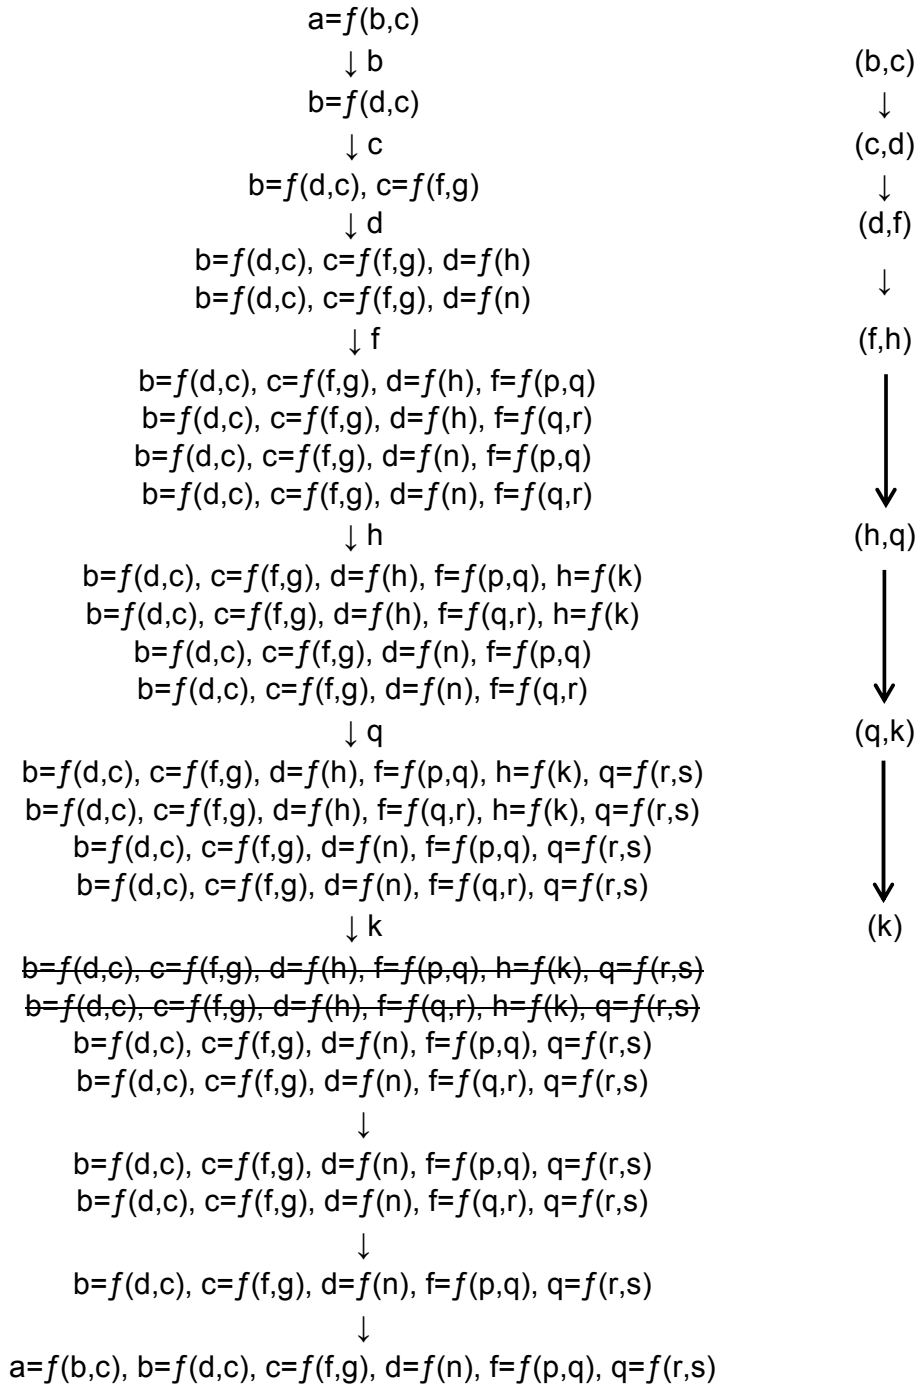 a=ƒ(b,c)
↓ b (b,c)
b=ƒ(d,c) ↓
↓ c (c,d)
b=ƒ(d,c), c=ƒ(f,g) ↓
↓ d (d,f)
b=ƒ(d,c), c=ƒ(f,g), d=ƒ(h)
b=ƒ(d,c), c=ƒ(f,g), d=ƒ(n) ↓
↓ f (f,h)
b=ƒ(d,c), c=ƒ(f,g), d=ƒ(h), f=ƒ(p,q)
b=ƒ(d,c), c=ƒ(f,g), d=ƒ(h), f=ƒ(q,r)
b=ƒ(d,c), c=ƒ(f,g), d=ƒ(n), f=ƒ(p,q)
b=ƒ(d,c), c=ƒ(f,g), d=ƒ(n), f=ƒ(q,r)
↓ h (h,q)
b=ƒ(d,c), c=ƒ(f,g), d=ƒ(h), f=ƒ(p,q), h=ƒ(k)
b=ƒ(d,c), c=ƒ(f,g), d=ƒ(h), f=ƒ(q,r), h=ƒ(k)
b=ƒ(d,c), c=ƒ(f,g), d=ƒ(n), f=ƒ(p,q)
b=ƒ(d,c), c=ƒ(f,g), d=ƒ(n), f=ƒ(q,r)
↓ q (q,k)
b=ƒ(d,c), c=ƒ(f,g), d=ƒ(h), f=ƒ(p,q), h=ƒ(k), q=ƒ(r,s)
b=ƒ(d,c), c=ƒ(f,g), d=ƒ(h), f=ƒ(q,r), h=ƒ(k), q=ƒ(r,s)
b=ƒ(d,c), c=ƒ(f,g), d=ƒ(n), f=ƒ(p,q), q=ƒ(r,s)
b=ƒ(d,c), c=ƒ(f,g), d=ƒ(n), f=ƒ(q,r), q=ƒ(r,s)
↓ k (k)
b=ƒ(d,c), c=ƒ(f,g), d=ƒ(h), f=ƒ(p,q), h=ƒ(k), q=ƒ(r,s)
b=ƒ(d,c), c=ƒ(f,g), d=ƒ(h), f=ƒ(q,r), h=ƒ(k), q=ƒ(r,s)
b=ƒ(d,c), c=ƒ(f,g), d=ƒ(n), f=ƒ(p,q), q=ƒ(r,s)
b=ƒ(d,c), c=ƒ(f,g), d=ƒ(n), f=ƒ(q,r), q=ƒ(r,s)
↓
b=ƒ(d,c), c=ƒ(f,g), d=ƒ(n), f=ƒ(p,q), q=ƒ(r,s)
b=ƒ(d,c), c=ƒ(f,g), d=ƒ(n), f=ƒ(q,r), q=ƒ(r,s)
↓
b=ƒ(d,c), c=ƒ(f,g), d=ƒ(n), f=ƒ(p,q), q=ƒ(r,s)
↓
a=ƒ(b,c), b=ƒ(d,c), c=ƒ(f,g), d=ƒ(n), f=ƒ(p,q), q=ƒ(r,s)